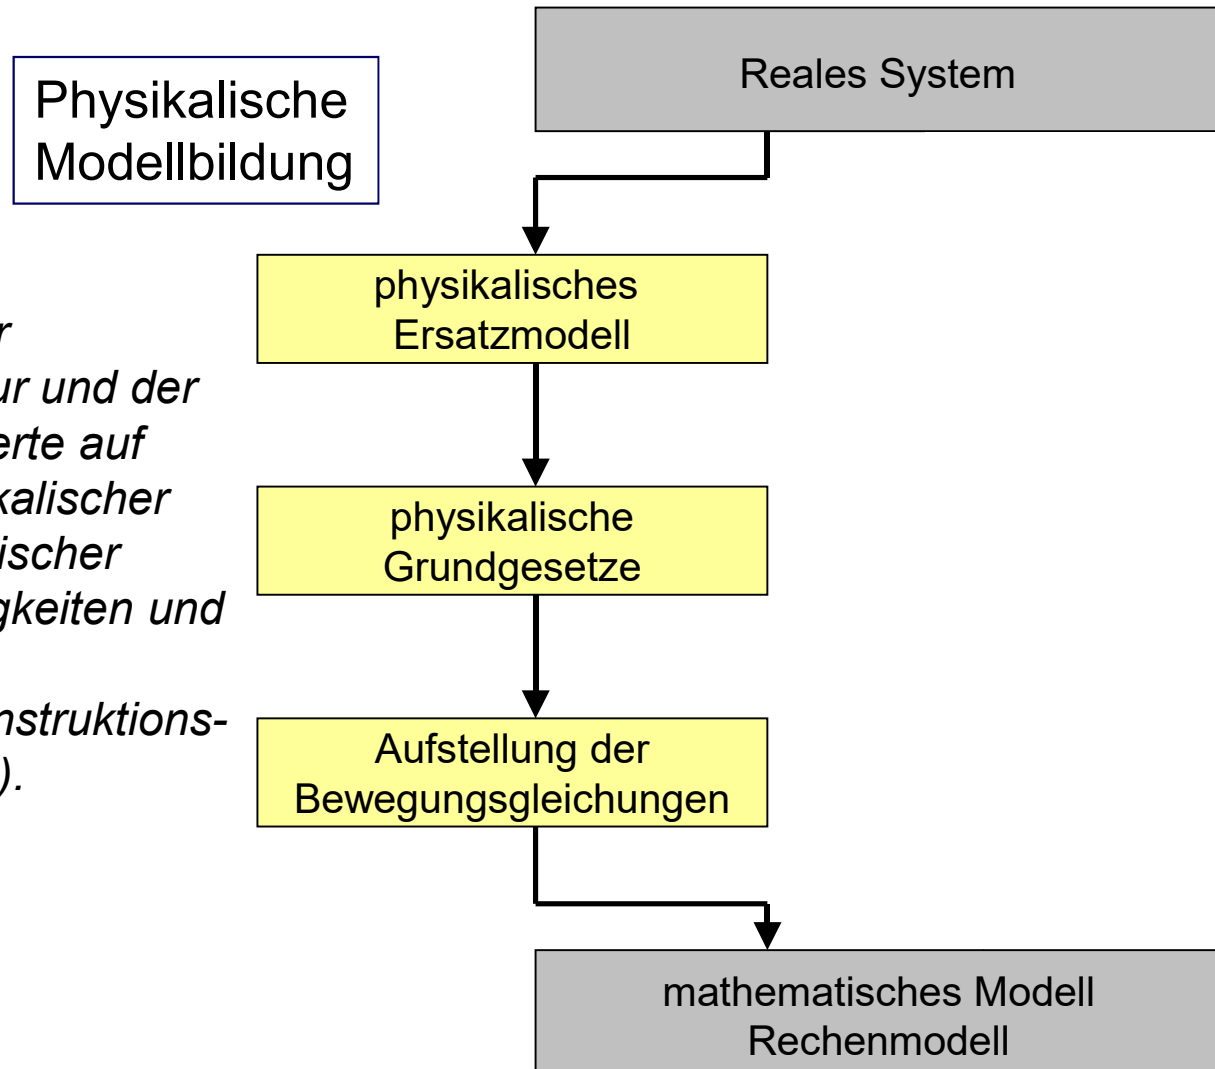 Reales System
Physikalische
Modellbildung
physikalisches
Ersatzmodell
r
ur und der
erte auf
kalischer
ischer
gkeiten und
nstruktions-
).
physikalische
Grundgesetze
Aufstellung der
Bewegungsgleichungen
mathematisches Modell
Rechenmodell